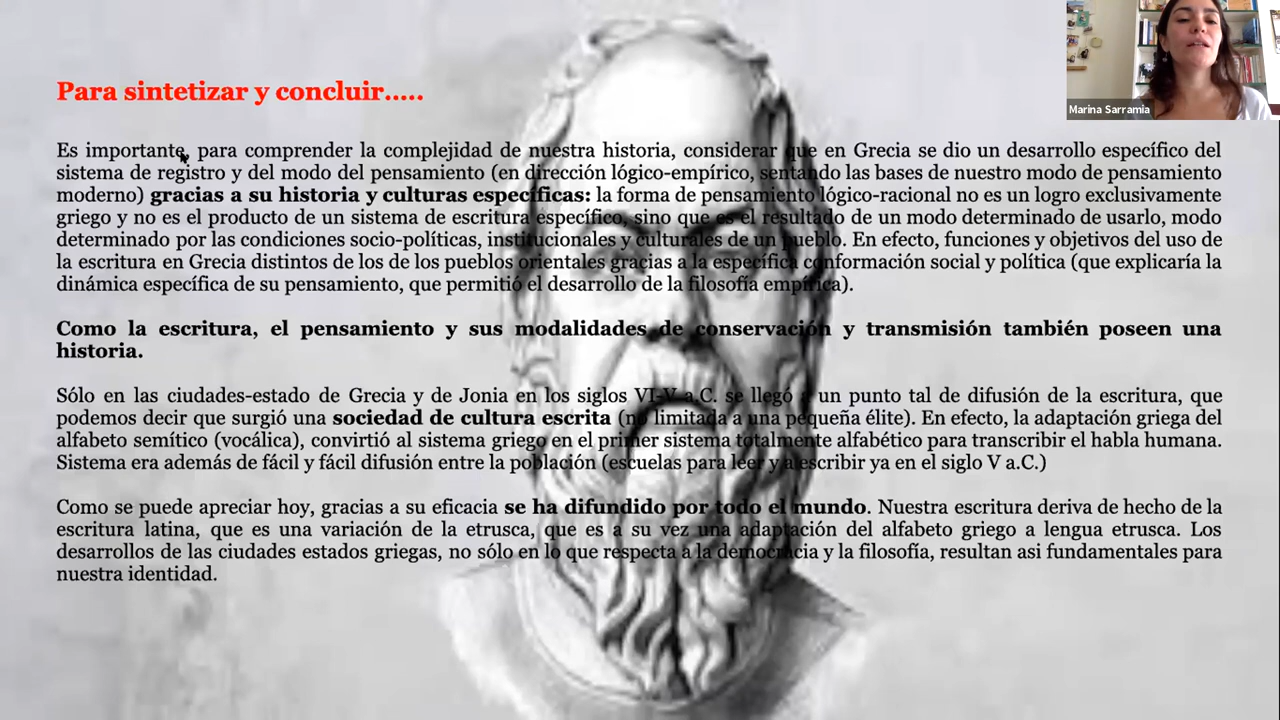 Marina Sarramia
Para sintetizar y concluir.....
Es importante, para comprender la complejidad de nuestra historia, considerar que en Grecia se dio un desarrollo específico del
sistema de registro y del modo del pensamiento (en dirección lógico-empírico, sentando las bases de nuestro modo de pensamiento
moderno) gracias a su historia y culturas específicas: la forma de pensamiento lógico-racional no es un logro exclusivamente
griego y no es el producto de un sistema de escritura específico, sino que es el resultado de un modo determinado de usarlo, modo
determinado por las condiciones socio-políticas, institucionales y culturales de un pueblo. En efecto, funciones y objetivos del uso de
la escritura en Grecia distintos de los de los pueblos orientales gracias a la específica conformación social y política (que explicaría la
dinámica específica de su pensamiento, que permitió el desarrollo de la filosofía empírica).
Como la escritura, el pensamiento y sus modalidades de conservación y transmisión también poseen una
historia.
Sólo en las ciudades-estado de Grecia y de Jonia en los siglos VI-V a.C. se llegó a un punto tal de difusión de la escritura, que
podemos decir que surgió una sociedad de cultura escrita (no limitada a una pequeña élite). En efecto, la adaptación griega del
alfabeto semítico (vocálica), convirtió al sistema griego en el primer sistema totalmente alfabético para transcribir el habla humana.
Sistema era además de fácil y fácil difusión entre la población (escuelas para leer y a escribir ya en el siglo V a.C.)
Como se puede apreciar hoy, gracias a su eficacia se ha difundido por todo el mundo. Nuestra escritura deriva de hecho de la
escritura latina, que es una variación de la etrusca, que es a su vez una adaptación del alfabeto griego a lengua etrusca. Los
desarrollos de las ciudades estados griegas, no sólo en lo que respecta a la democracia y la filosofía, resultan asi fundamentales para
nuestra identidad.